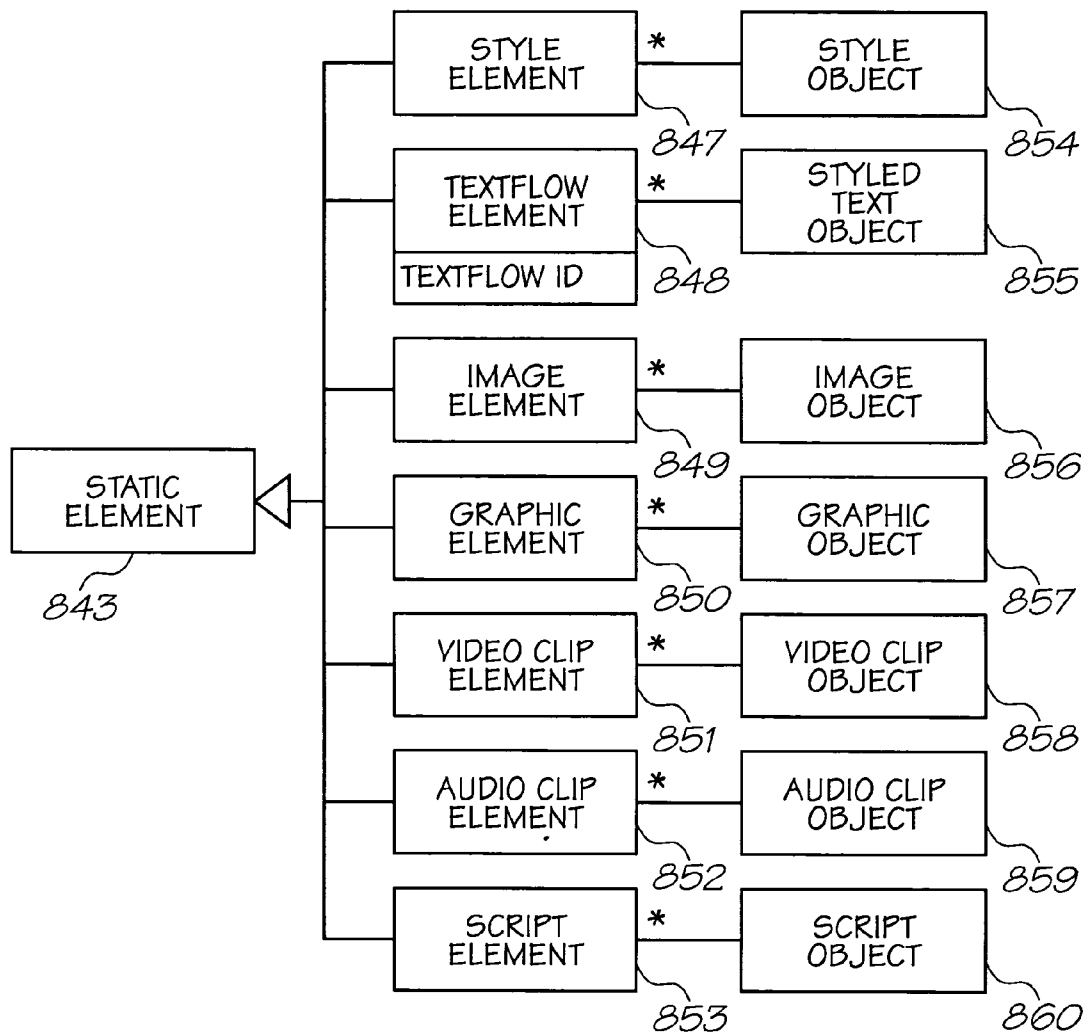 STYLE
ELEMENT
*
STYLE
OBJECT
847
854
TEXTFLOW
ELEMENT
*
STYLED
TEXT
OBJECT
848
855
TEXTFLOW ID
IMAGE
ELEMENT
*
IMAGE
OBJECT
849
856
STATIC
ELEMENT
843
GRAPHIC
ELEMENT
*
GRAPHIC
OBJECT
850
857
VIDEO CLIP
ELEMENT
*
VIDEO CLIP
OBJECT
851
858
AUDIO CLIP
ELEMENT
*
AUDIO CLIP
OBJECT
852
859
SCRIPT
ELEMENT
*
SCRIPT
OBJECT
853
860